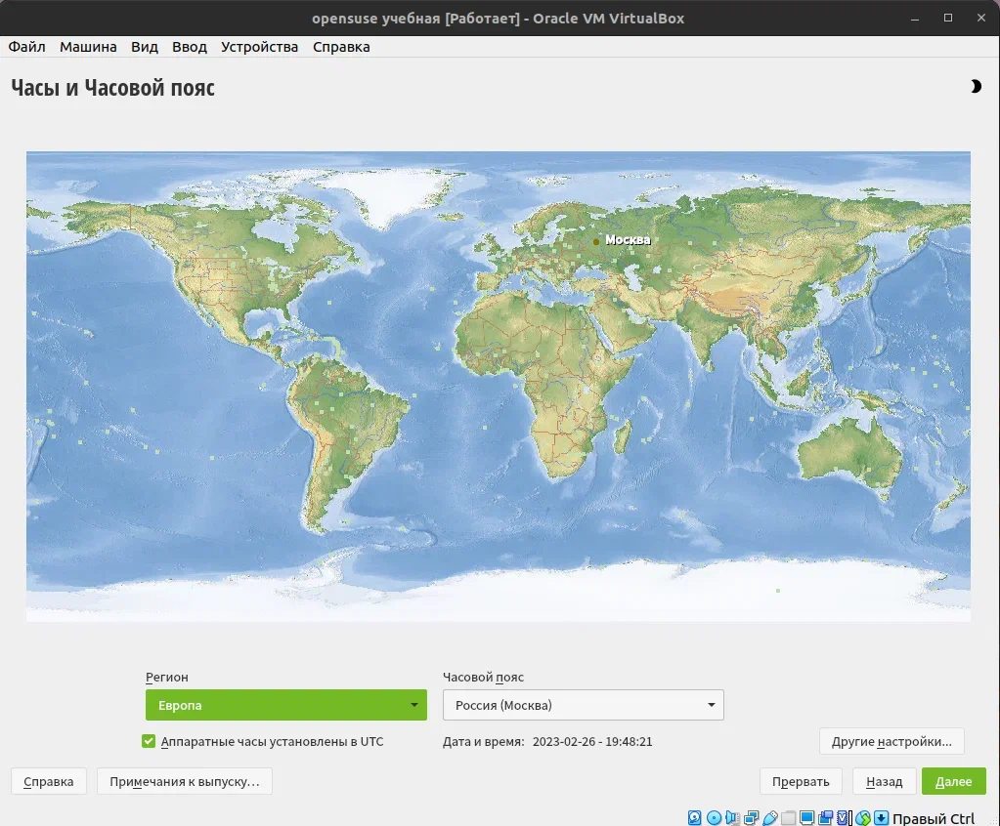 opensuse учебная [Работает] - Oracle VM VirtualBox
Файл Машина Вид Ввод Устройства Справка
Часы и Часовой пояс
Москва
Регион Часовой пояс
Европа Россия (Москва)
Аппаратные часы установлены в UTC Дата и время: 2023-02-26 - 19:48:21 Другие настройки...
Справка Примечания к выпуску... Прервать Назад Далее
Правый Ctrl